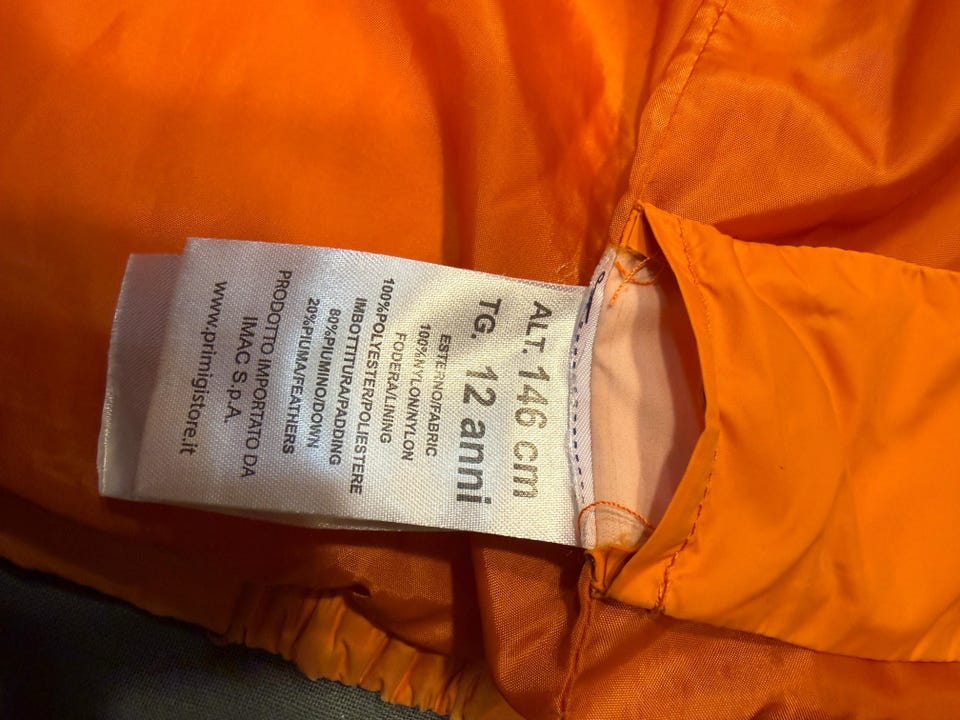 ALT. 146 cm
TG. 12 anni
ESTERNO/FABRIC
100%NYLON/NYLON
FODERA/LINING
100%POLYESTER/POLIESTERE
IMBOTTITURA/PADDING
80%PIUMINO/DOWN
20%PIUMA/FEATHERS
PRODOTTO IMPORTATO DA
IMAC S.p.A.
www.primigistore.it